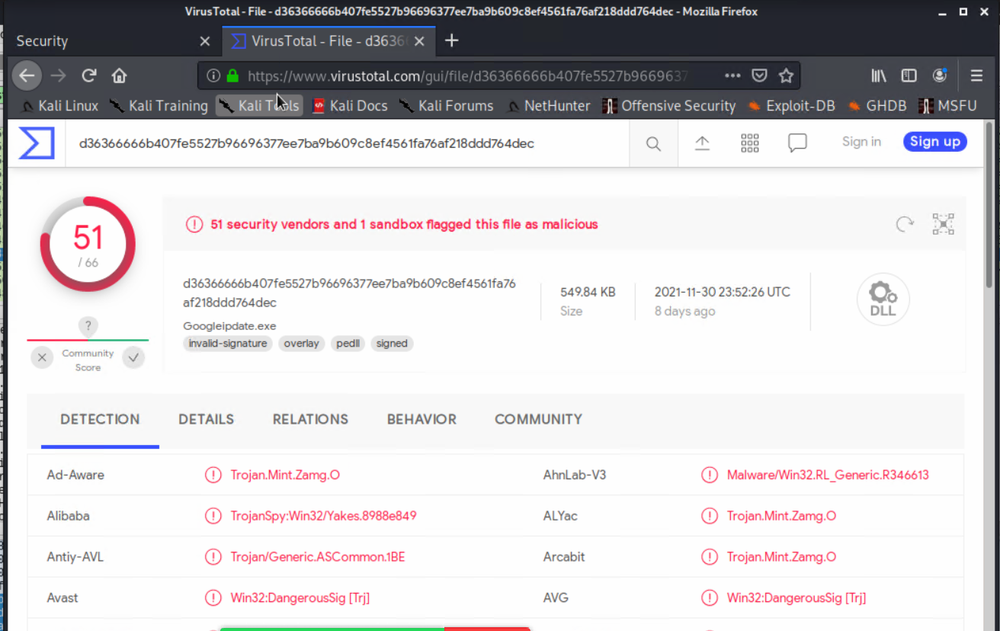 VirusTotal - File - d36366666b407fe5527b96696377ee7ba9b609c8ef4561fa76af218ddd764dec - Mozilla Firefox
Security
VirusTotal - File - d3636
https://www.virustotal.com/gui/file/d36366666b407fe5527b96696377
Kali Linux Kali Training Kali Tools Kali Docs Kali Forums NetHunter Offensive Security Exploit-DB GHDB MSFU
d36366666b407fe5527b96696377ee7ba9b609c8ef4561fa76af218ddd764dec
Sign in
Sign up
51
/ 66
51 security vendors and 1 sandbox flagged this file as malicious
d36366666b407fe5527b96696377ee7ba9b609c8ef4561fa76
af218ddd764dec
Googleipdate.exe
invalid-signature overlay pedll signed
549.84 KB
Size
2021-11-30 23:52:26 UTC
8 days ago
DLL
?
Community
Score
DETECTION DETAILS RELATIONS BEHAVIOR COMMUNITY
Ad-Aware Trojan.Mint.Zamg.O AhnLab-V3 Malware/Win32.RL_Generic.R346613
Alibaba TrojanSpy:Win32/Yakes.8988e849 ALYac Trojan.Mint.Zamg.O
Antiy-AVL Trojan/Generic.ASCommon.1BE Arcabit Trojan.Mint.Zamg.O
Avast Win32:DangerousSig [Trj] AVG Win32:DangerousSig [Trj]